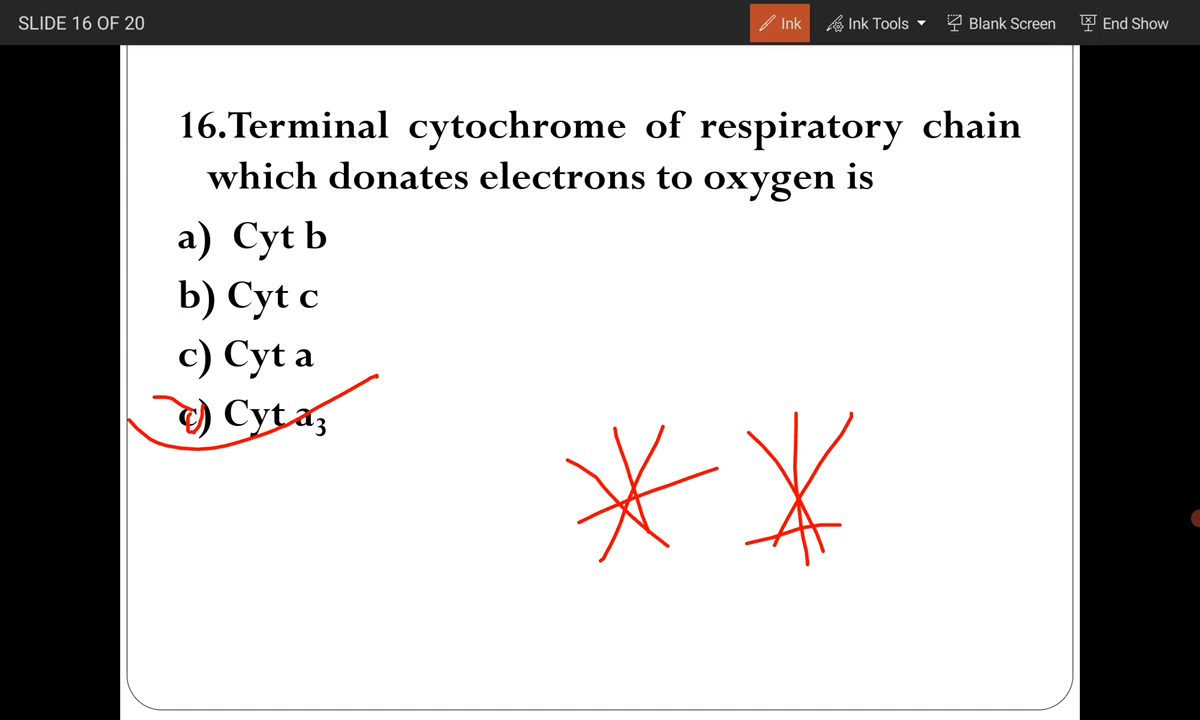 SLIDE 16 OF 20
Ink
Ink Tools
Blank Screen
End Show
16.Terminal cytochrome of respiratory chain
which donates electrons to oxygen is
a) Cyt b
b) Cyt c
c) Cyt a
c) Cyt a₃